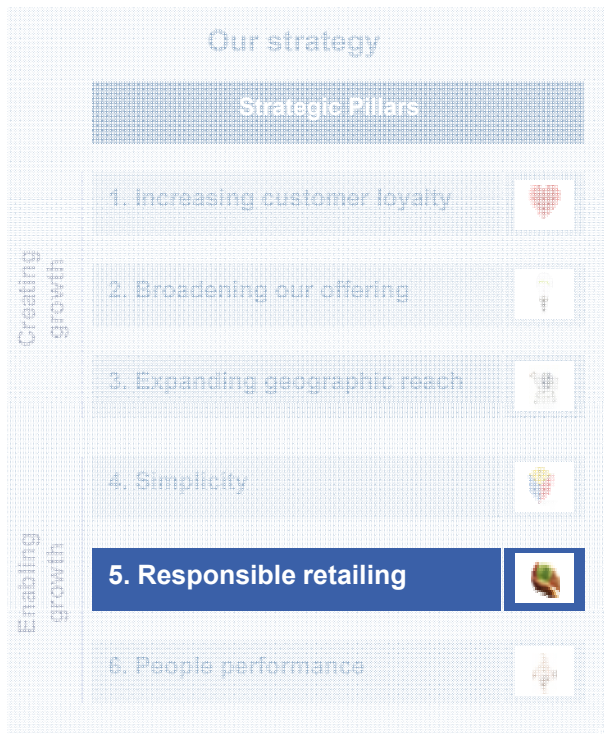 Our strategy
Strategic Pillars
1. Increasing customer loyalty
2. Broadening our offering
3. Expanding geographic reach
Creating
growth
4. Simplicity
5. Responsible retailing
6. People performance
Enabling
growth